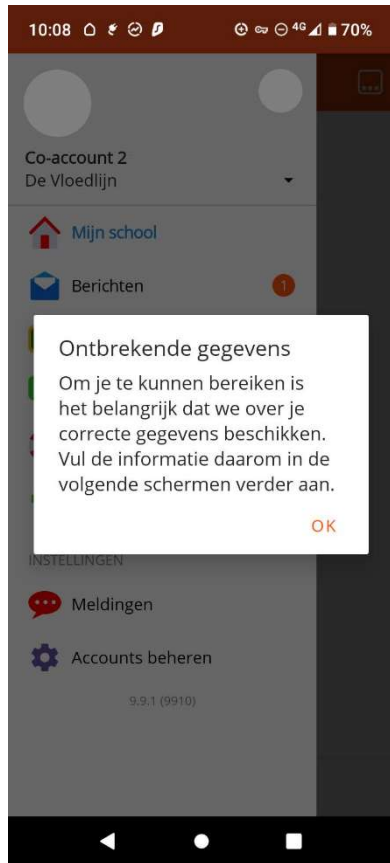 10:08 4G 70%
Co-account 2
De Vloedlijn
Mijn school
Berichten 1
Ontbrekende gegevens
Om je te kunnen bereiken is
het belangrijk dat we over je
correcte gegevens beschikken.
Vul de informatie daarom in de
volgende schermen verder aan.
OK
INSTELLINGEN
Meldingen
Accounts beheren
9.9.1 (9910)